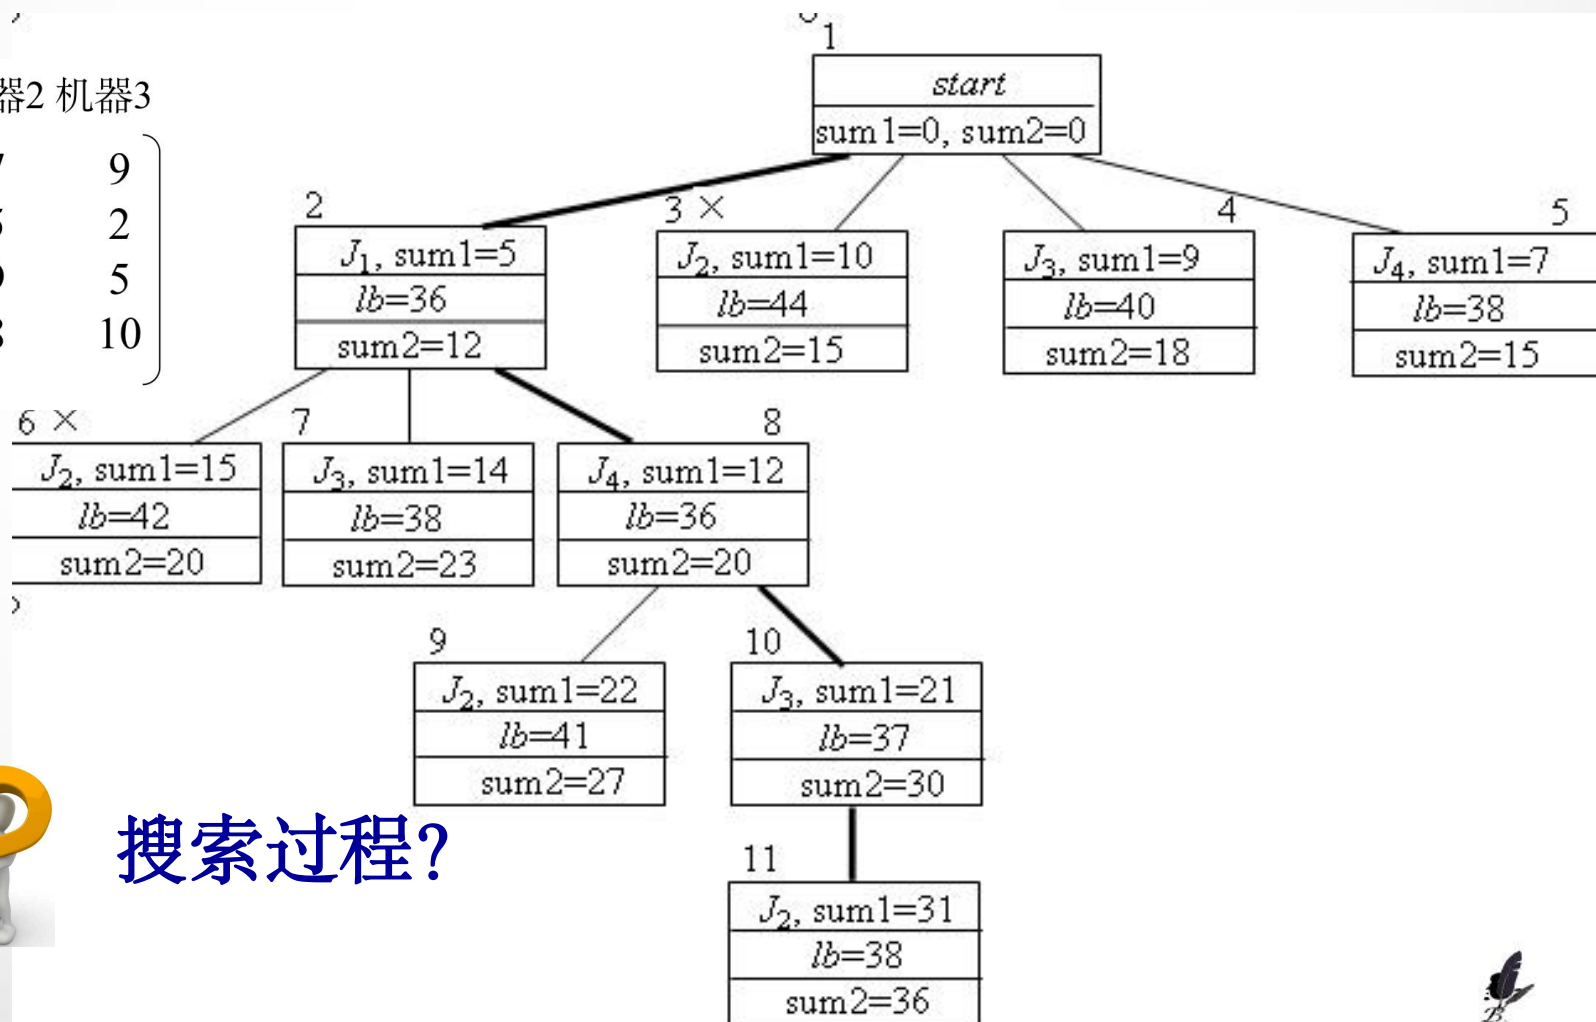 1
start
sum1=0, sum2=0
器2 机器3
9
2
5
10
2
J1, sum1=5
lb=36
sum2=12
3 ×
J2, sum1=10
lb=44
sum2=15
4
J3, sum1=9
lb=40
sum2=18
5
J4, sum1=7
lb=38
sum2=15
6 ×
J2, sum1=15
lb=42
sum2=20
7
J3, sum1=14
lb=38
sum2=23
8
J4, sum1=12
lb=36
sum2=20
9
J2, sum1=22
lb=41
sum2=27
10
J3, sum1=21
lb=37
sum2=30
搜索过程?
11
J2, sum1=31
lb=38
sum2=36